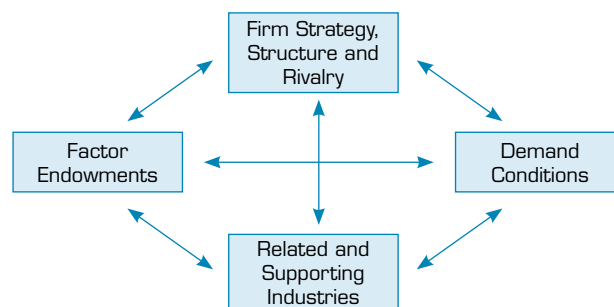 Firm Strategy,
Structure and
Rivalry
Factor
Endowments
Demand
Conditions
Related and
Supporting
Industries